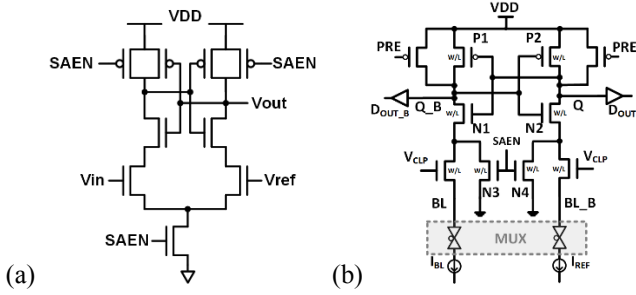 VDD
SAEN
SAEN
Vout
Vin
Vref
SAEN
(a)
VDD
PRE
P1
P2
PRE
W/L
W/L
D_OUT_B
Q_B
W/L
W/L
Q
D_OUT
N1
N2
SAEN
V_CLP
V_CLP
W/L
W/L
W/L
W/L
N3
N4
BL
BL_B
MUX
I_BL
I_REF
(b)